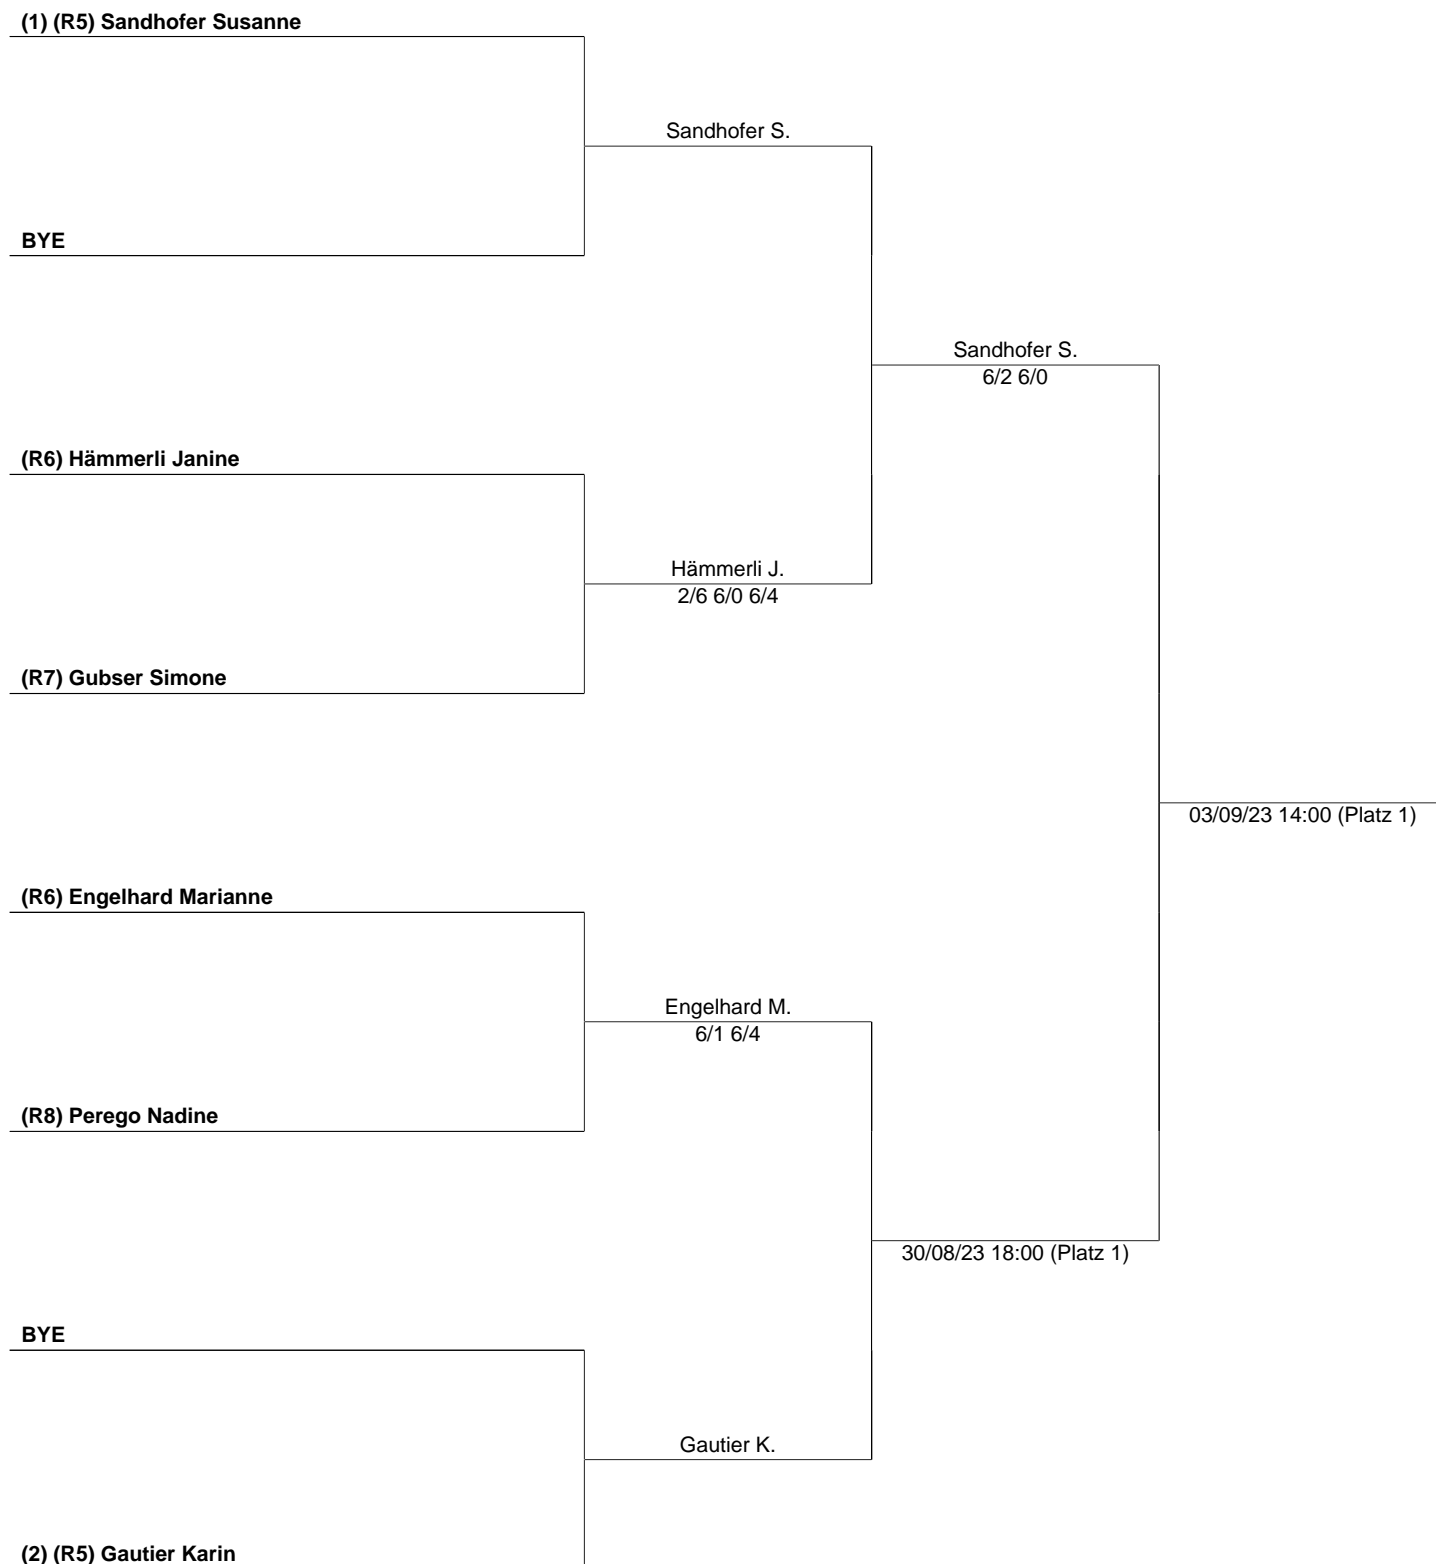 (1) (R5) Sandhofer Susanne
Sandhofer S.
BYE
Sandhofer S.
6/2 6/0
(R6) Hämmerli Janine
Hämmerli J.
2/6 6/0 6/4
(R7) Gubser Simone
03/09/23 14:00 (Platz 1)
(R6) Engelhard Marianne
Engelhard M.
6/1 6/4
(R8) Perego Nadine
30/08/23 18:00 (Platz 1)
BYE
Gautier K.
(2) (R5) Gautier Karin